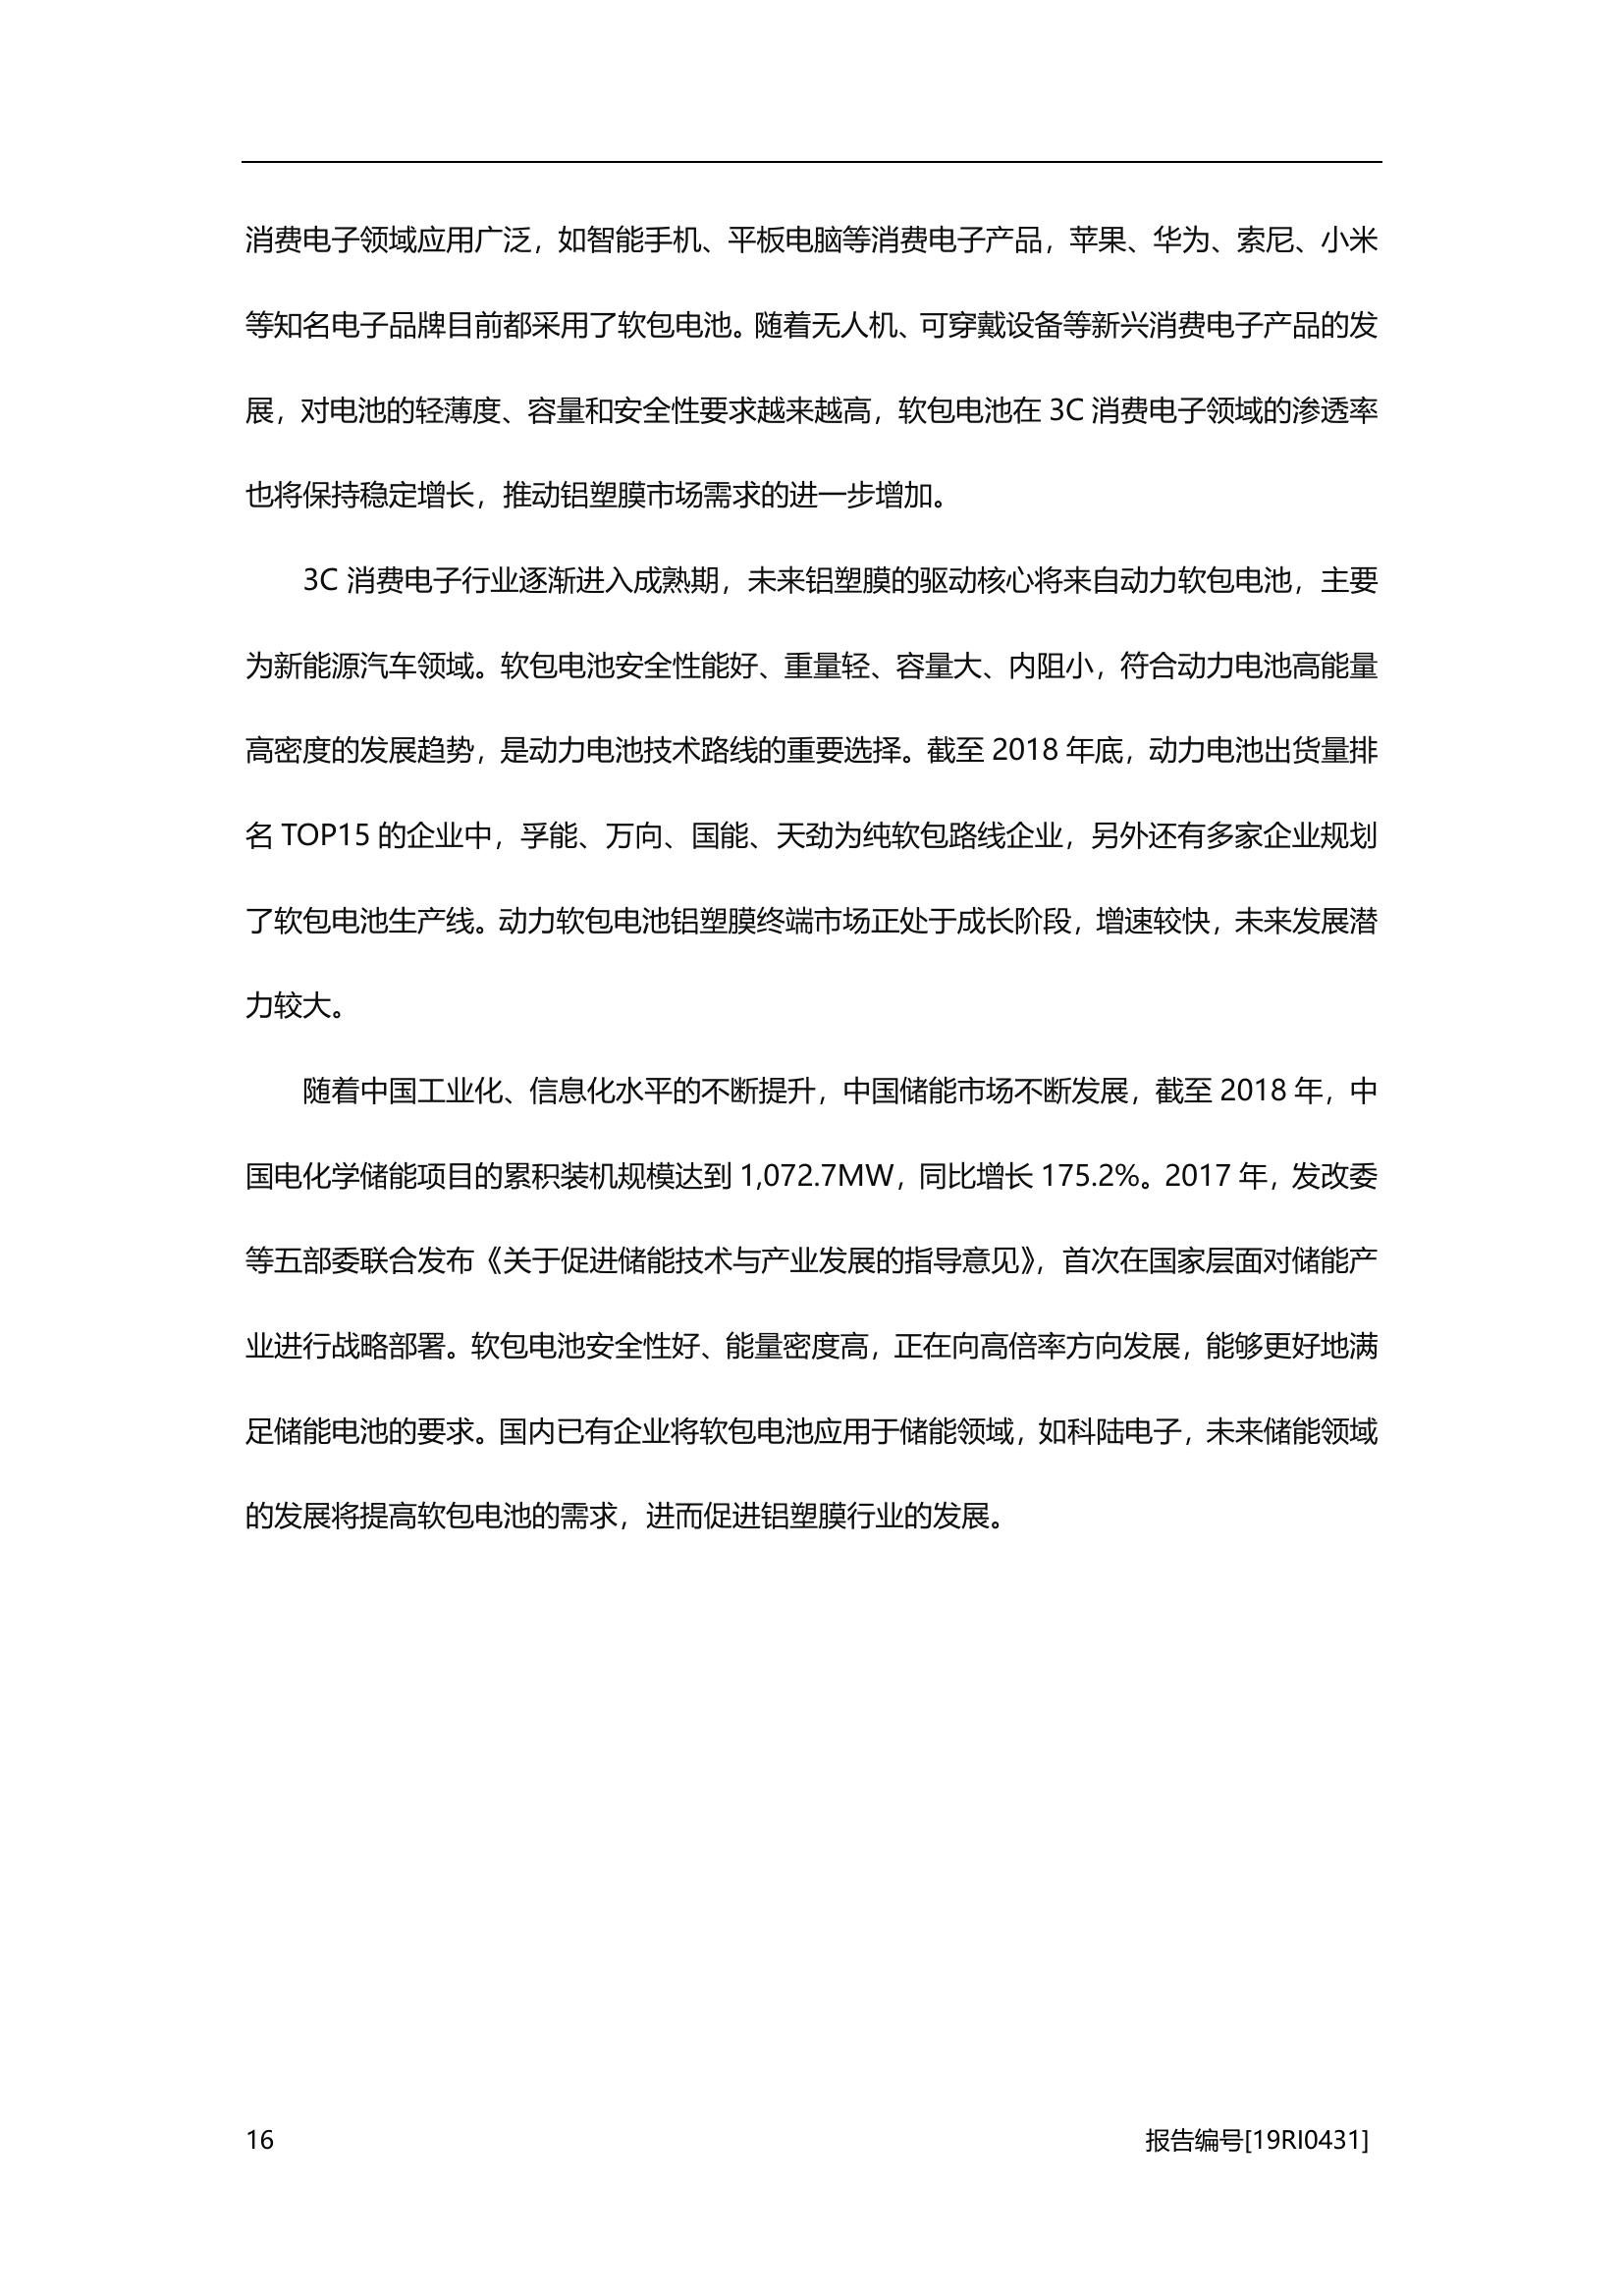 消费电子领域应用广泛，如智能手机、平板电脑等消费电子产品，苹果、华为、索尼、小米
等知名电子品牌目前都采用了软包电池。随着无人机、可穿戴设备等新兴消费电子产品的发
展，对电池的轻薄度、容量和安全性要求越来越高，软包电池在 3C 消费电子领域的渗透率
也将保持稳定增长，推动铝塑膜市场需求的进一步增加。
3C 消费电子行业逐渐进入成熟期，未来铝塑膜的驱动核心将来自动力软包电池，主要
为新能源汽车领域。软包电池安全性能好、重量轻、容量大、内阻小，符合动力电池高能量
高密度的发展趋势，是动力电池技术路线的重要选择。截至 2018 年底，动力电池出货量排
名 TOP15 的企业中，孚能、万向、国能、天劲为纯软包路线企业，另外还有多家企业规划
了软包电池生产线。动力软包电池铝塑膜终端市场正处于成长阶段，增速较快，未来发展潜
力较大。
随着中国工业化、信息化水平的不断提升，中国储能市场不断发展，截至 2018 年，中
国电化学储能项目的累积装机规模达到 1,072.7MW，同比增长 175.2%。2017 年，发改委
等五部委联合发布《关于促进储能技术与产业发展的指导意见》，首次在国家层面对储能产
业进行战略部署。软包电池安全性好、能量密度高，正在向高倍率方向发展，能够更好地满
足储能电池的要求。国内已有企业将软包电池应用于储能领域，如科陆电子，未来储能领域
的发展将提高软包电池的需求，进而促进铝塑膜行业的发展。
16 报告编号[19RI0431]